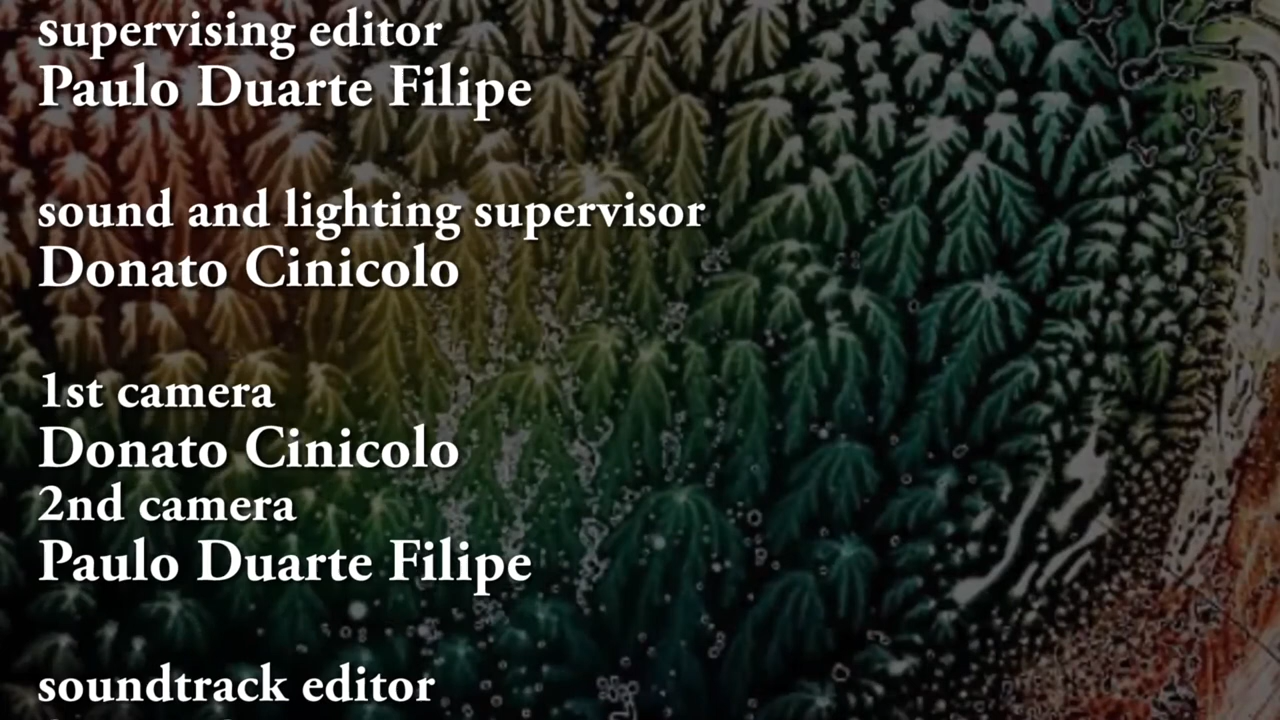 supervising editor
Paulo Duarte Filipe
sound and lighting supervisor
Donato Cinicolo
1st camera
Donato Cinicolo
2nd camera
Paulo Duarte Filipe
soundtrack editor